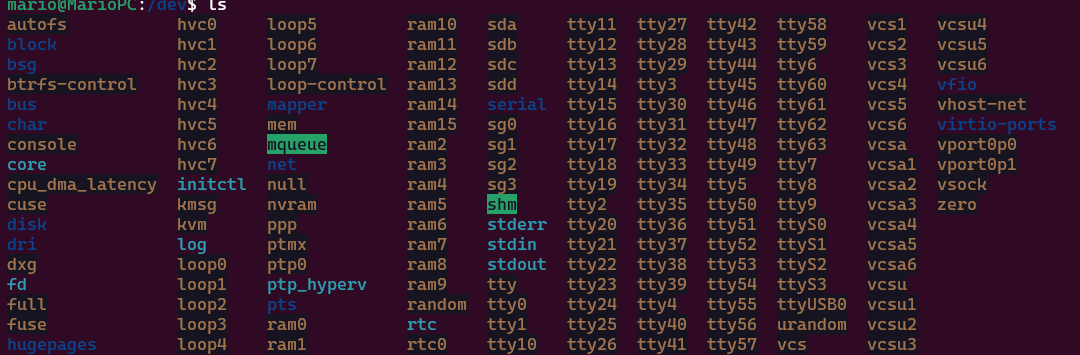 mario@MarioPC:/dev$ ls
autofs hvc0 loop5 ram10 sda tty11 tty27 tty42 tty58 vcs1 vcsu4
block hvc1 loop6 ram11 sdb tty12 tty28 tty43 tty59 vcs2 vcsu5
bsg hvc2 loop7 ram12 sdc tty13 tty29 tty44 tty6 vcs3 vcsu6
btrfs-control hvc3 loop-control ram13 sdd tty14 tty3 tty45 tty60 vcs4 vfio
bus hvc4 mapper ram14 serial tty15 tty30 tty46 tty61 vcs5 vhost-net
char hvc5 mem ram15 sg0 tty16 tty31 tty47 tty62 vcs6 virtio-ports
console hvc6 mqueue ram2 sg1 tty17 tty32 tty48 tty63 vcsa vport0p0
core hvc7 net ram3 sg2 tty18 tty33 tty49 tty7 vcsa1 vport0p1
cpu_dma_latency initctl null ram4 sg3 tty19 tty34 tty5 tty8 vcsa2 vsock
cuse kmsg nvram ram5 shm tty2 tty35 tty50 tty9 vcsa3 zero
disk kvm ppp ram6 stderr tty20 tty36 tty51 ttyS0 vcsa4
dri log ptmx ram7 stdin tty21 tty37 tty52 ttyS1 vcsa5
dxg loop0 ptp0 ram8 stdout tty22 tty38 tty53 ttyS2 vcsa6
fd loop1 ptp_hyperv ram9 tty tty23 tty39 tty54 ttyS3 vcsu
full loop2 pts random tty0 tty24 tty4 tty55 ttyUSB0 vcsu1
fuse loop3 ram0 rtc tty1 tty25 tty40 tty56 urandom vcsu2
hugepages loop4 ram1 rtc0 tty10 tty26 tty41 tty57 vcs vcsu3